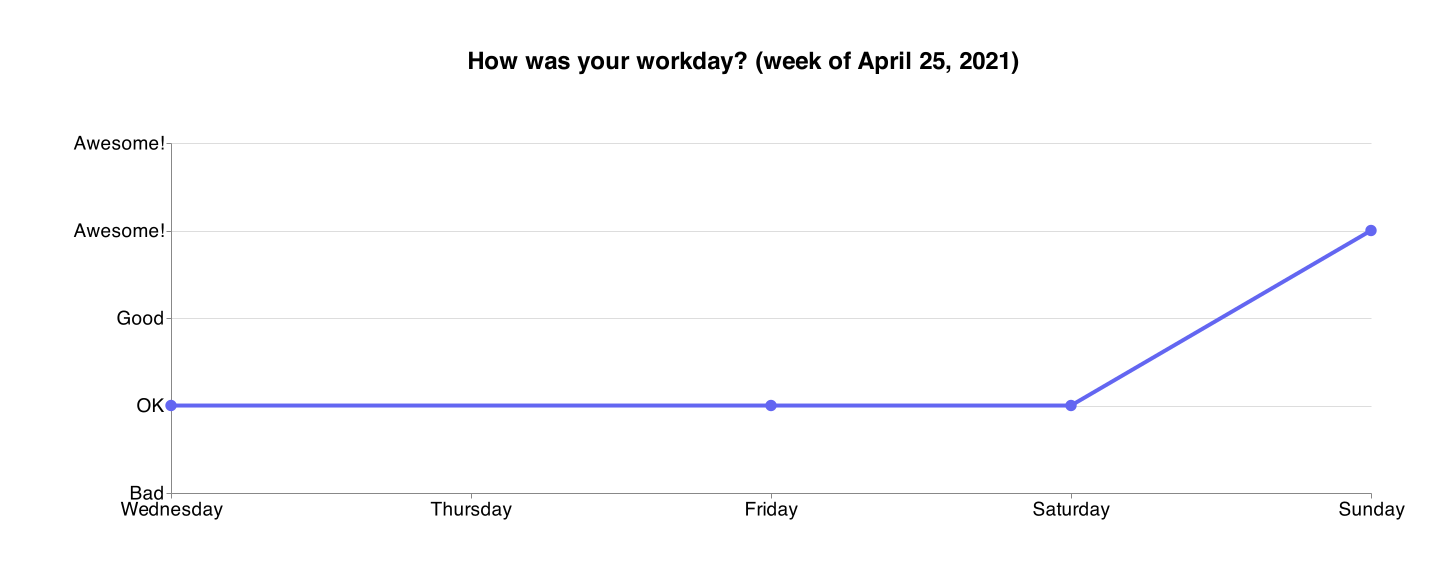 How was your workday? (week of April 25, 2021)
Awesome!
Awesome!
Good
OK
Bad
Wednesday Thursday Friday Saturday Sunday